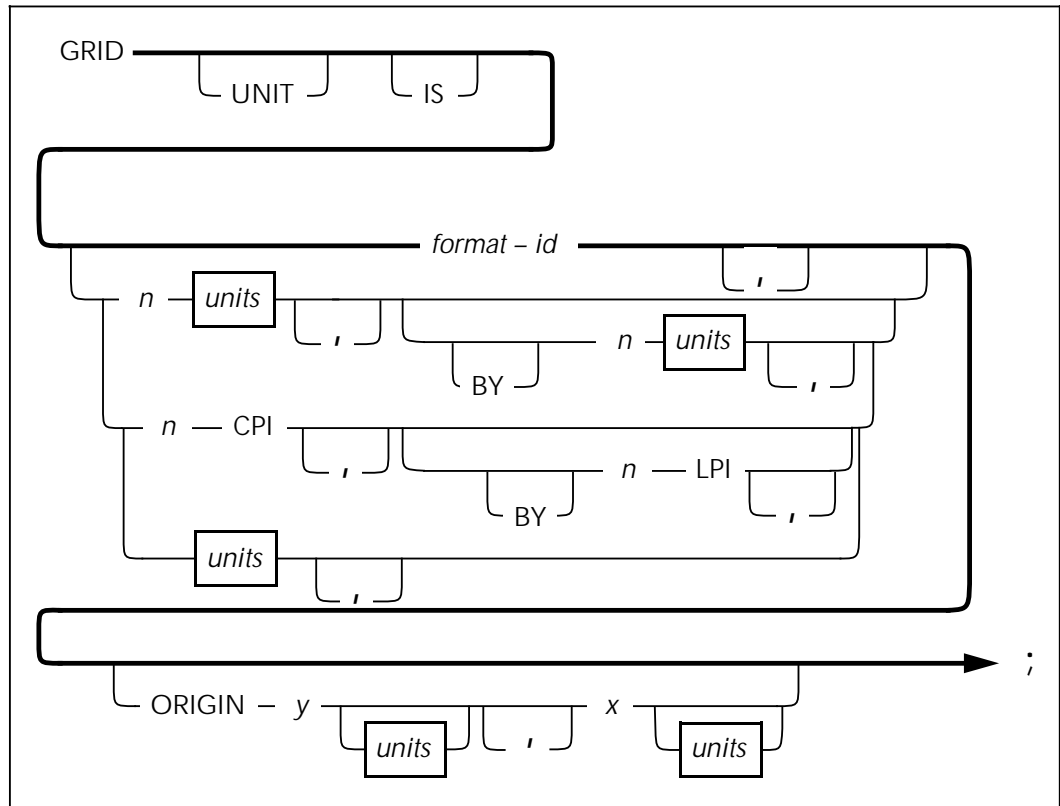 GRID
UNIT IS
format – id
,
n units
,
n units
BY ,
n CPI
,
n LPI
BY ,
units
,
;
ORIGIN – y x
units , units